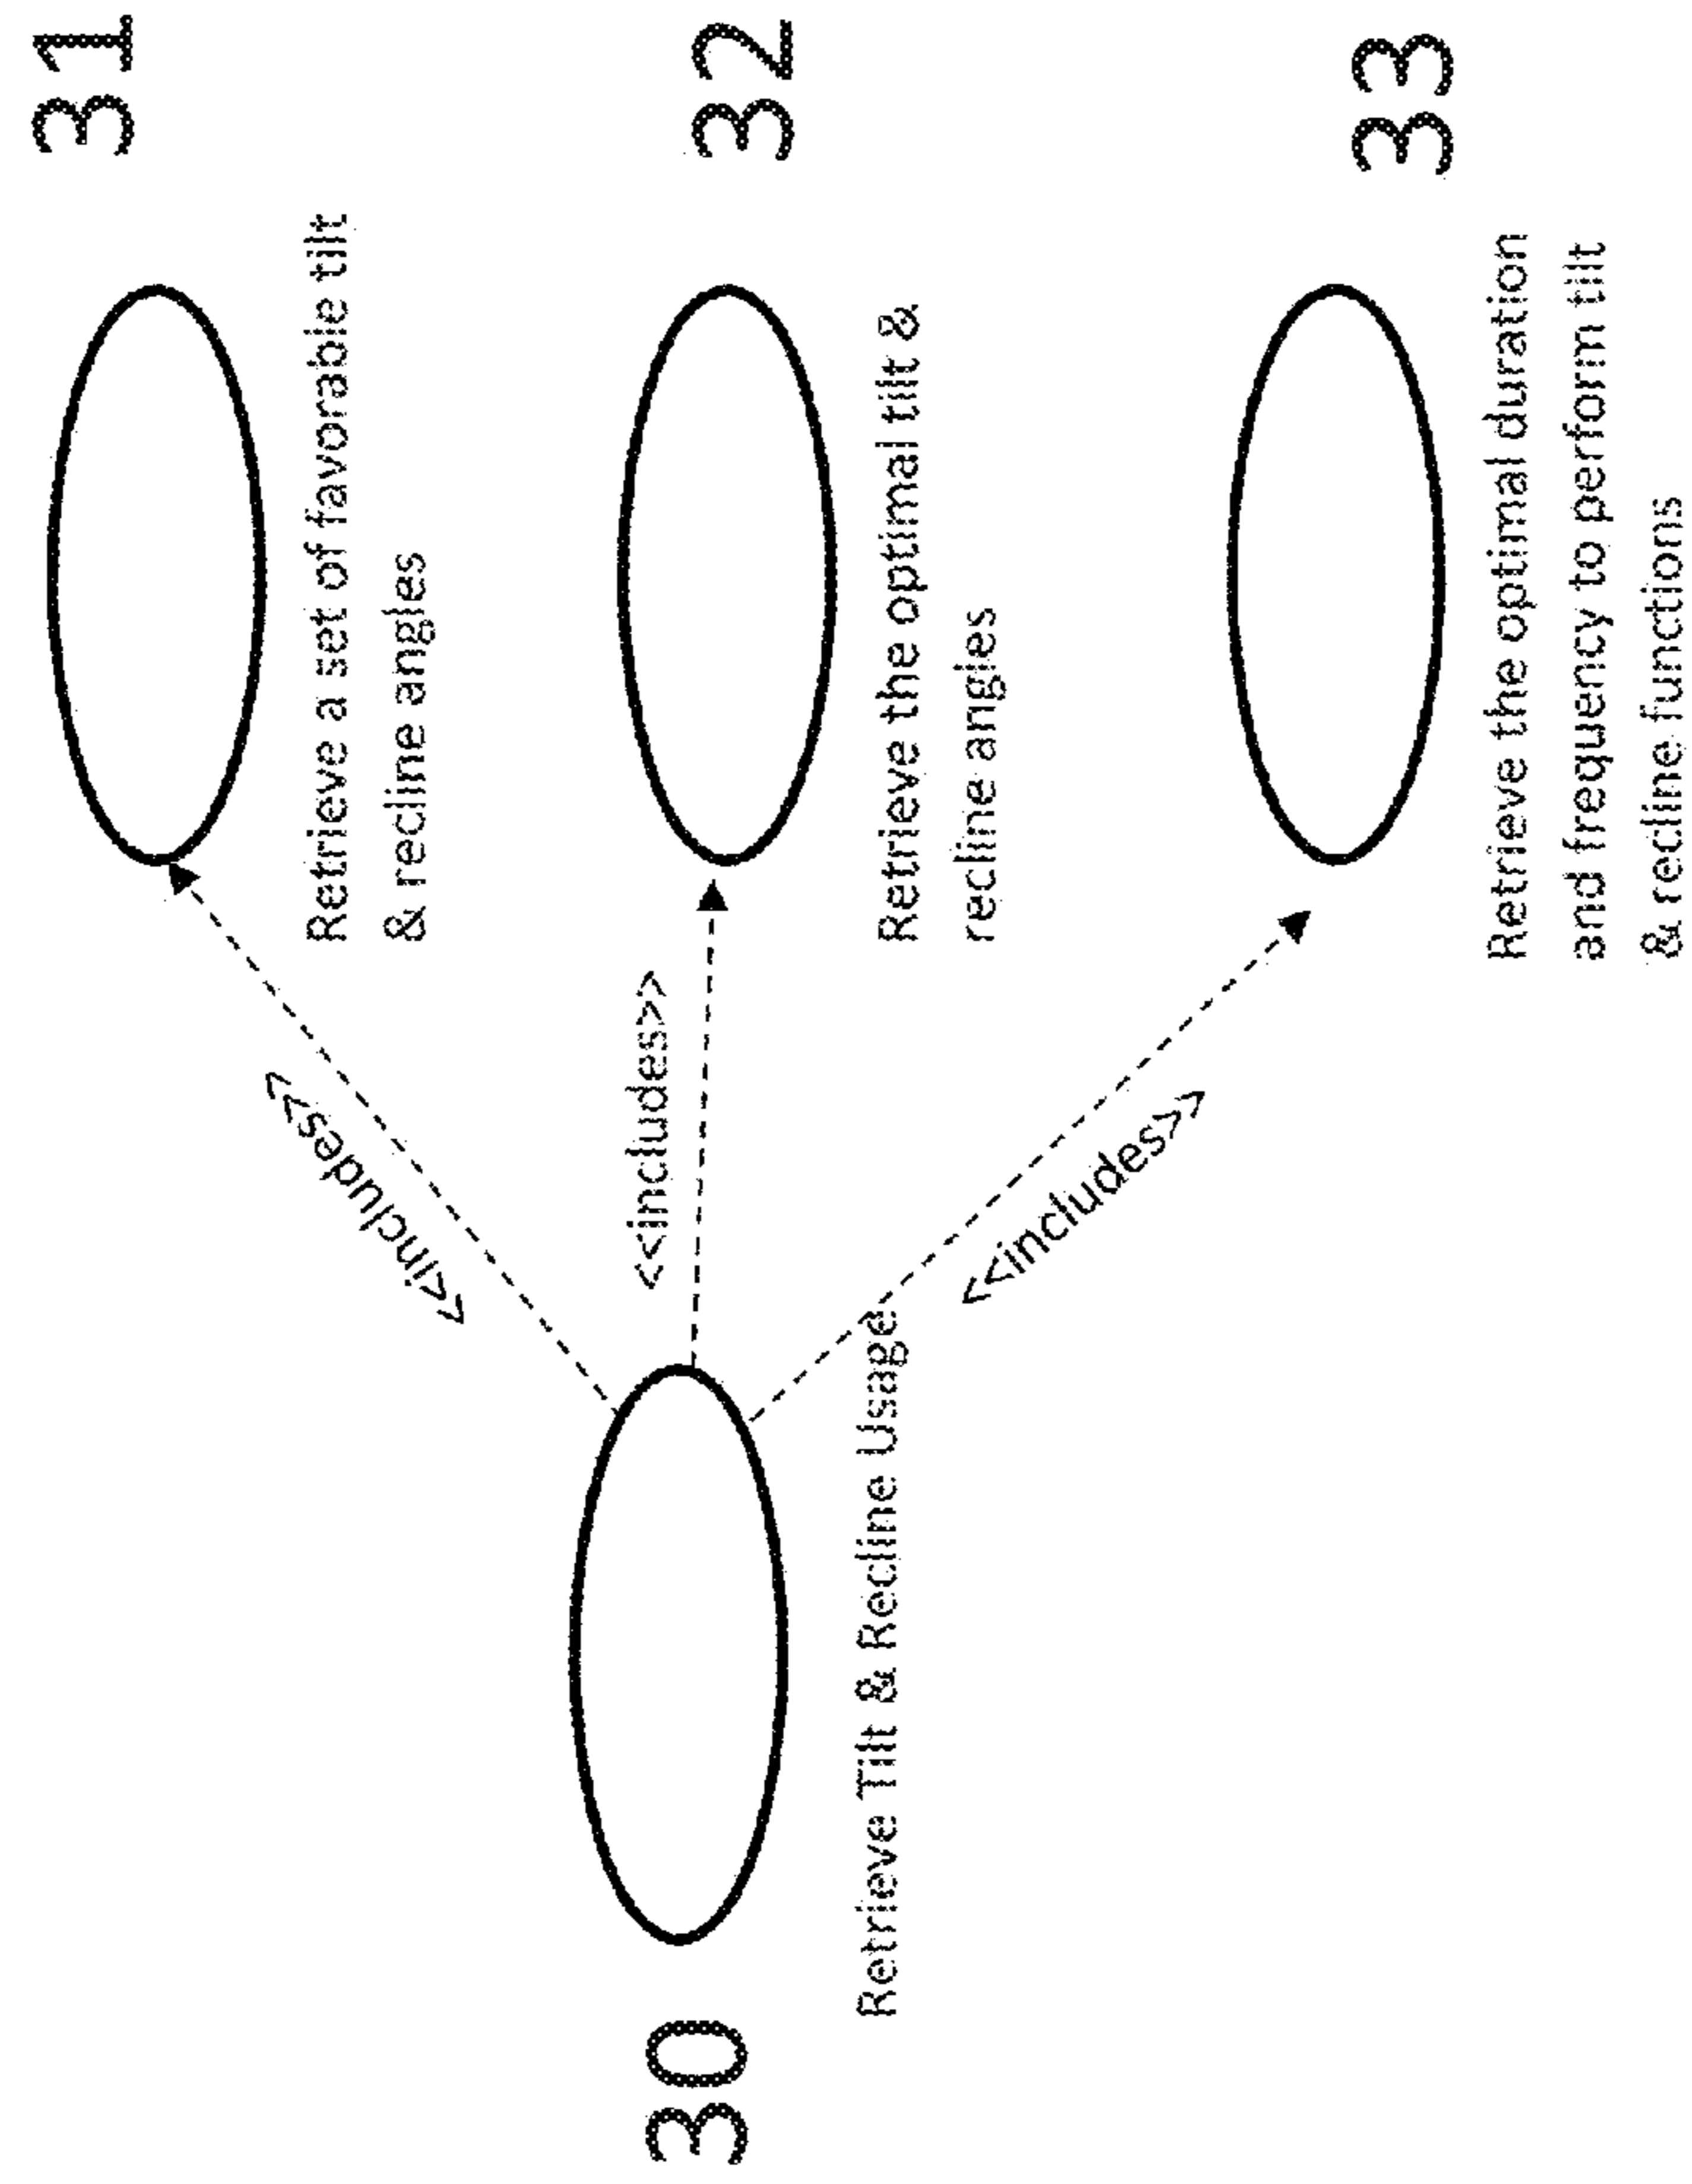 31
Retrieve a set of favorable tilt
& recline angles
<<includes>>
32
Retrieve the optimal tilt &
recline angles
<<includes>>
30
Retrieve Tilt & Recline Usage
<<includes>>
33
Retrieve the optimal duration
and frequency to perform tilt
& recline functions